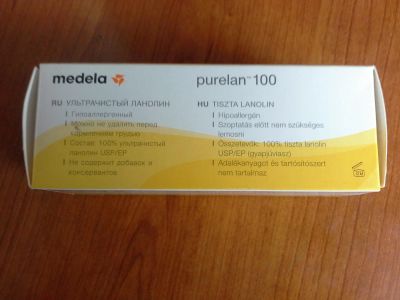 medela
purelan™ 100
RU УЛЬТРАЧИСТЫЙ ЛАНОЛИН
Гипоаллергенный
Можно не удалять перед
кормлением грудью
Состав: 100% ультрачистый
ланолин USP/EP
Не содержит добавок и
консервантов
HU TISZTA LANOLIN
Hipoallergén
Szoptatás előtt nem szükséges
lemosni
Összetevők: 100% tiszta lanolin
USP/EP (gyapjúviasz)
Adalékanyagot és tartósítószert
nem tartalmaz